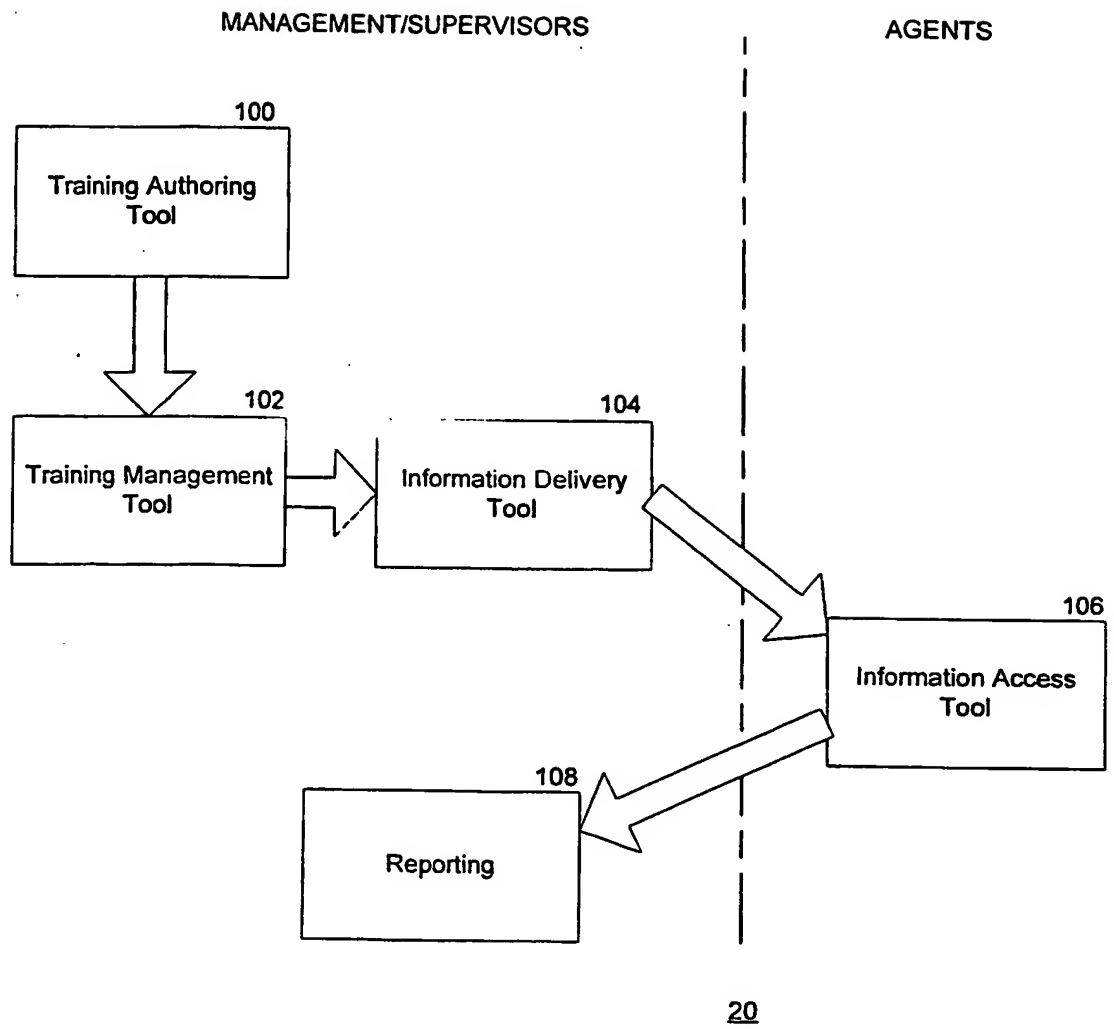 MANAGEMENT/SUPERVISORS
AGENTS
100
Training Authoring
Tool
102
Training Management
Tool
104
Information Delivery
Tool
106
Information Access
Tool
108
Reporting
20